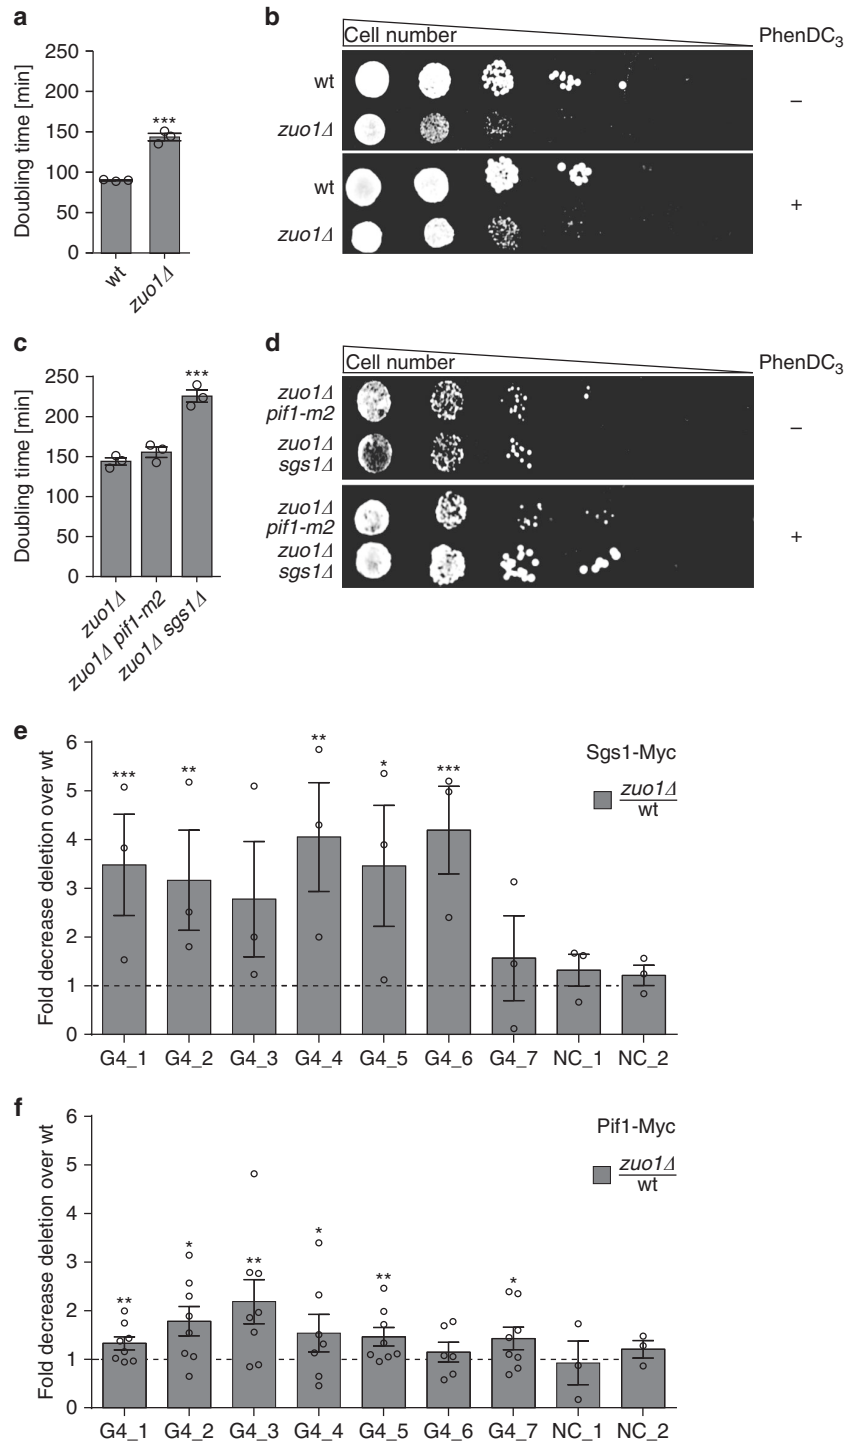 a
Doubling time [min]
250
200
150
100
50
0
***
wt
zuo1Δ
b
Cell number
PhenDC3
wt
zuo1Δ
–
wt
zuo1Δ
+
c
Doubling time [min]
250
200
150
100
50
0
***
zuo1Δ
zuo1Δ pif1-m2
zuo1Δ sgs1Δ
d
Cell number
PhenDC3
zuo1Δ
pif1-m2
zuo1Δ
sgs1Δ
–
zuo1Δ
pif1-m2
zuo1Δ
sgs1Δ
+
e
Fold decrease deletion over wt
6
5
4
3
2
1
0
*** ** ** * ***
Sgs1-Myc
zuo1Δ
wt
G4_1 G4_2 G4_3 G4_4 G4_5 G4_6 G4_7 NC_1 NC_2
f
Fold decrease deletion over wt
6
5
4
3
2
1
0
** * ** * ** *
Pif1-Myc
zuo1Δ
wt
G4_1 G4_2 G4_3 G4_4 G4_5 G4_6 G4_7 NC_1 NC_2